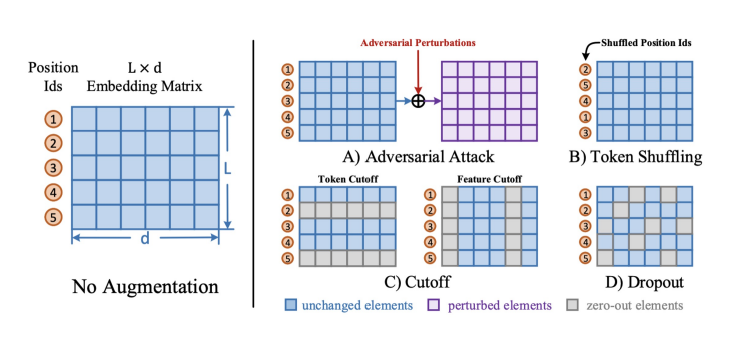 Position Ids
L × d
Embedding Matrix
1
2
3
4
5
L
d
No Augmentation
Adversarial Perturbations
1
2
3
4
5
A) Adversarial Attack
Shuffled Position Ids
2
5
4
1
3
B) Token Shuffling
Token Cutoff
1
2
3
4
5
Feature Cutoff
1
2
3
4
5
C) Cutoff
1
2
3
4
5
D) Dropout
unchanged elements
perturbed elements
zero-out elements